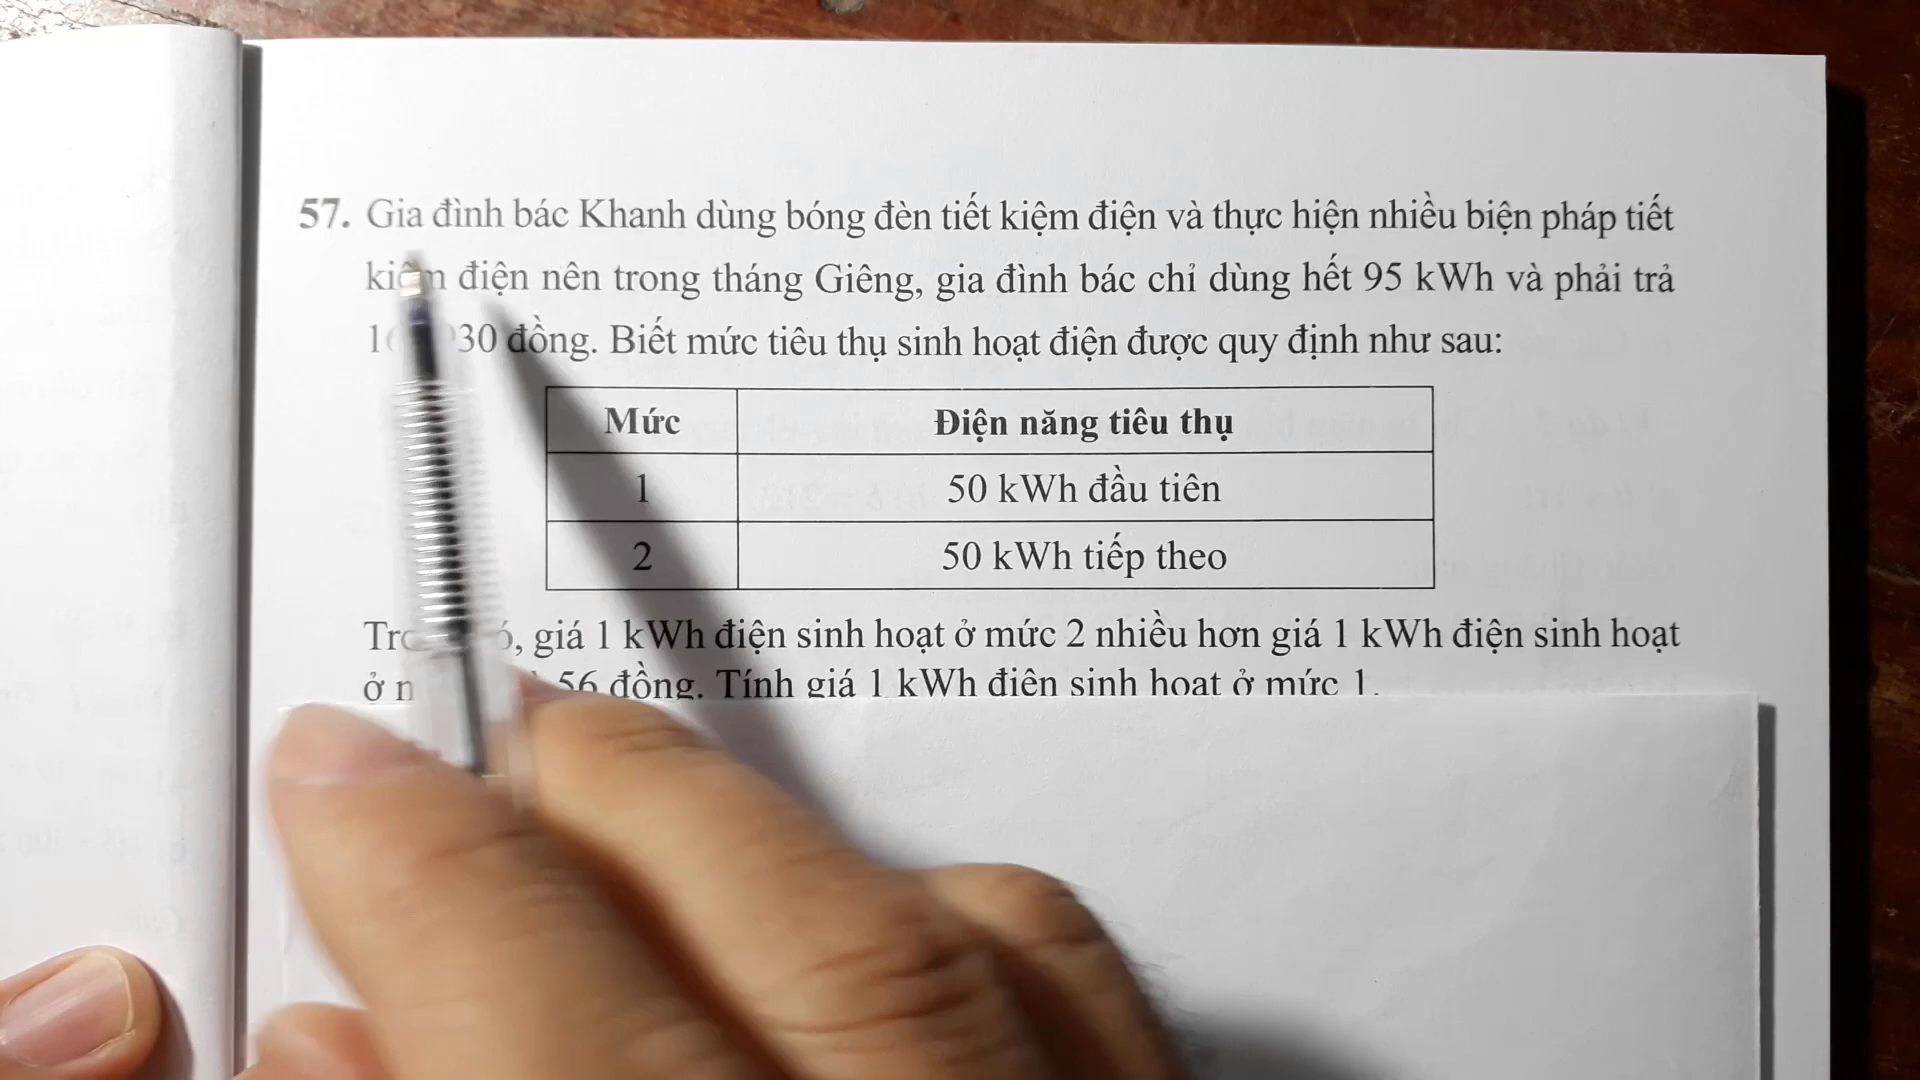 57. Gia đình bác Khanh dùng bóng đèn tiết kiệm điện và thực hiện nhiều biện pháp tiết
kiệm điện nên trong tháng Giêng, gia đình bác chỉ dùng hết 95 kWh và phải trả
đồng. Biết mức tiêu thụ sinh hoạt điện được quy định như sau:
Mức Điện năng tiêu thụ
1 50 kWh đầu tiên
2 50 kWh tiếp theo
giá 1 kWh điện sinh hoạt ở mức 2 nhiều hơn giá 1 kWh điện sinh hoạt
ở 56 đồng. Tính giá 1 kWh điện sinh hoạt ở mức 1.